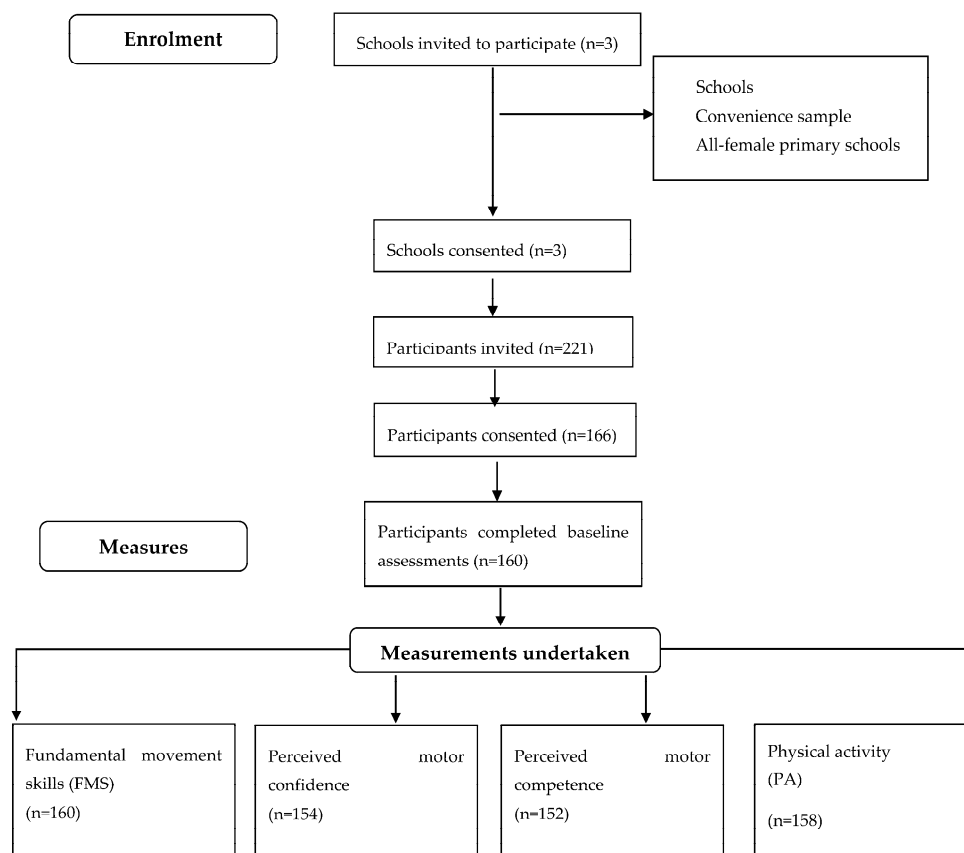 Enrolment
Schools invited to participate (n=3)
Schools
Convenience sample
All-female primary schools
Schools consented (n=3)
Participants invited (n=221)
Participants consented (n=166)
Participants completed baseline
assessments (n=160)
Measures
Measurements undertaken
Fundamental movement
skills (FMS)
(n=160)
Perceived motor
confidence
(n=154)
Perceived motor
competence
(n=152)
Physical activity
(PA)
(n=158)